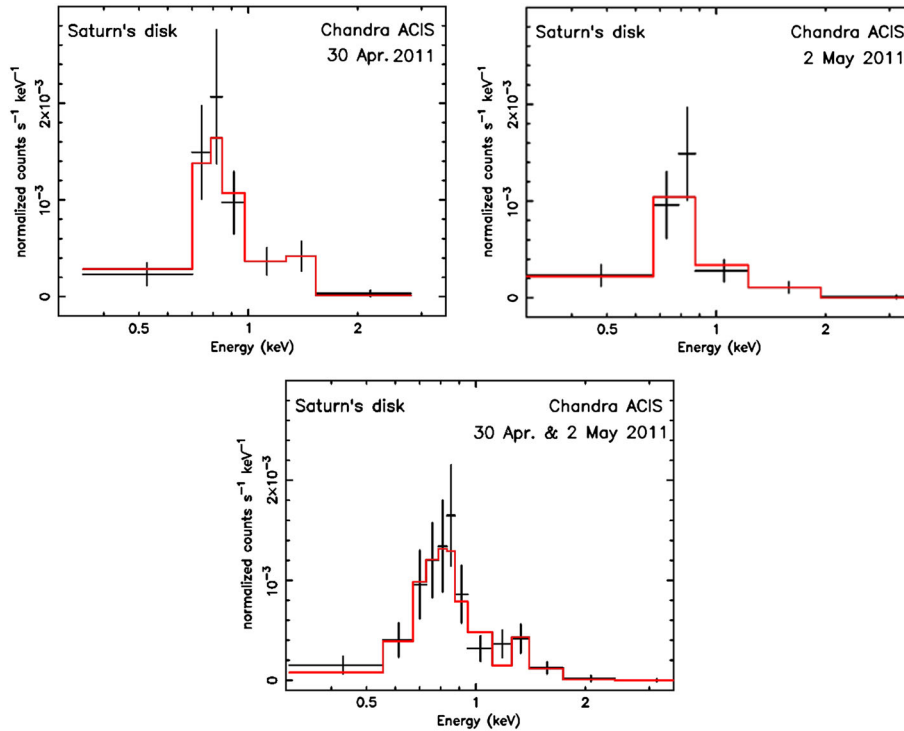 Saturn's disk
Chandra ACIS
30 Apr. 2011
normalized counts s⁻¹ keV⁻¹
2×10⁻³
10⁻³
0
0.5
1
2
Energy (keV)
Saturn's disk
Chandra ACIS
2 May 2011
normalized counts s⁻¹ keV⁻¹
2×10⁻³
10⁻³
0
0.5
1
2
Energy (keV)
Saturn's disk
Chandra ACIS
30 Apr. & 2 May 2011
normalized counts s⁻¹ keV⁻¹
2×10⁻³
10⁻³
0
0.5
1
2
Energy (keV)